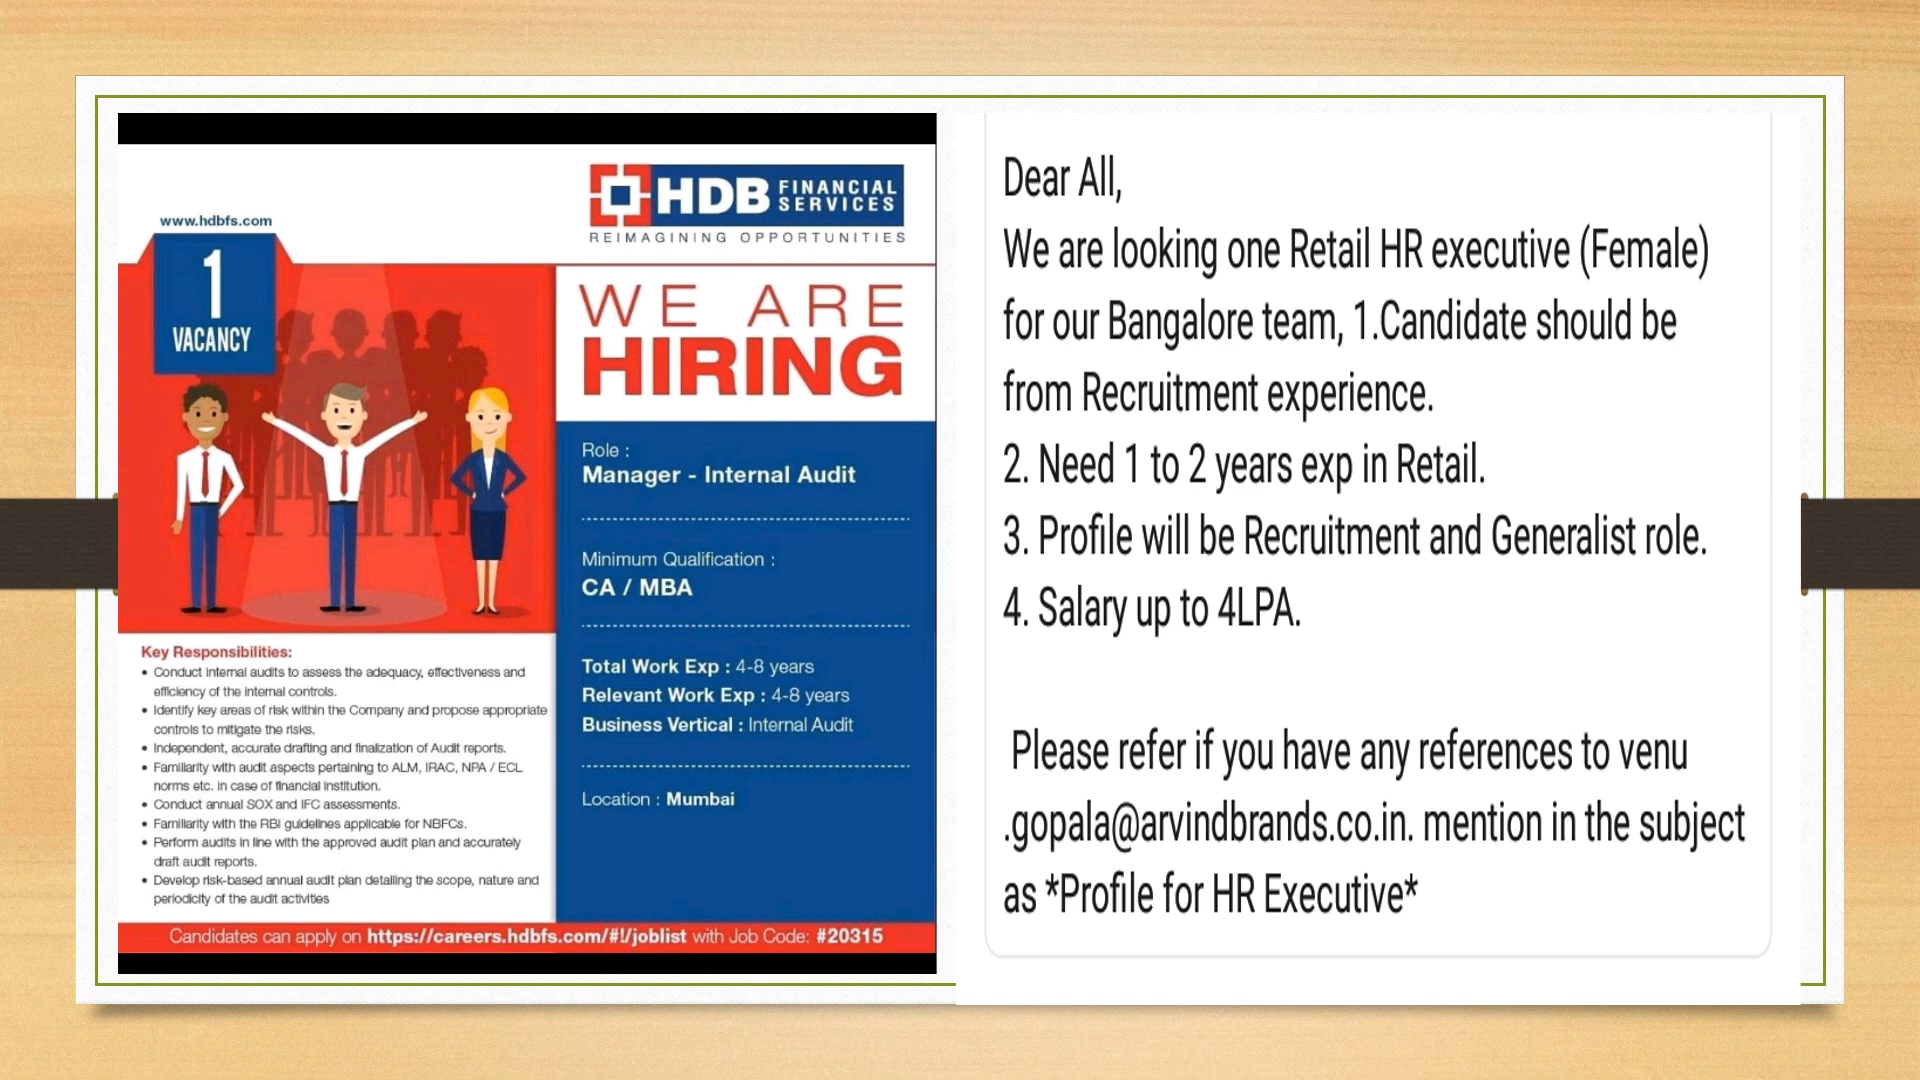 www.hdbfs.com
HDB FINANCIAL
SERVICES
REIMAGINING OPPORTUNITIES
1
VACANCY
WE ARE
HIRING
Role :
Manager - Internal Audit
Minimum Qualification :
CA / MBA
Total Work Exp : 4-8 years
Relevant Work Exp : 4-8 years
Business Vertical : Internal Audit
Location : Mumbai
Key Responsibilities:
• Conduct internal audits to assess the adequacy, effectiveness and
efficiency of the internal controls.
• Identify key areas of risk within the Company and propose appropriate
controls to mitigate the risks.
• Independent, accurate drafting and finalization of Audit reports.
• Familiarity with audit aspects pertaining to ALM, IRAC, NPA / ECL
norms etc. in case of financial institution.
• Conduct annual SOX and IFC assessments.
• Familiarity with the RBI guidelines applicable for NBFCs.
• Perform audits in line with the approved audit plan and accurately
draft audit reports.
• Develop risk-based annual audit plan detailing the scope, nature and
periodicity of the audit activities
Candidates can apply on https://careers.hdbfs.com/#!/joblist with Job Code: #20315
Dear All,
We are looking one Retail HR executive (Female)
for our Bangalore team, 1.Candidate should be
from Recruitment experience.
2. Need 1 to 2 years exp in Retail.
3. Profile will be Recruitment and Generalist role.
4. Salary up to 4LPA.
Please refer if you have any references to venu
.gopala@arvindbrands.co.in. mention in the subject
as *Profile for HR Executive*